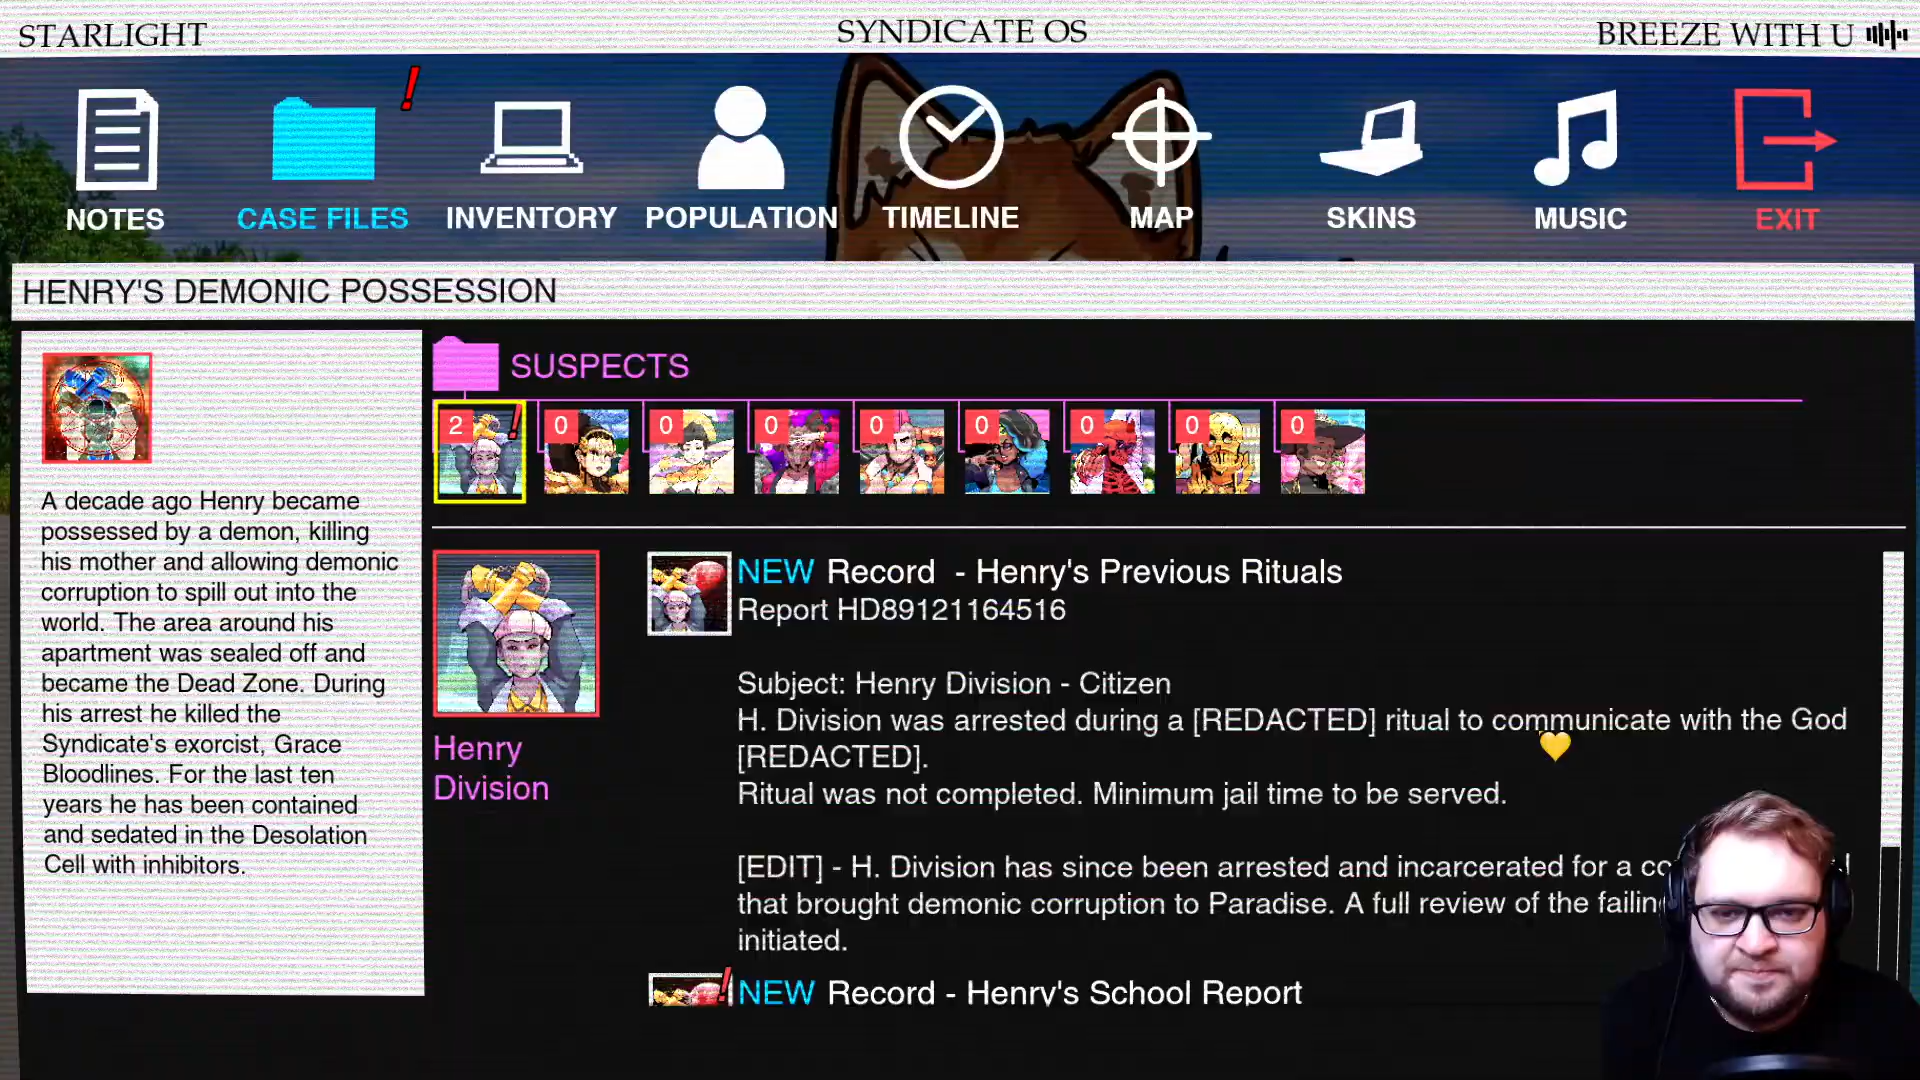 STARLIGHT
SYNDICATE OS
BREEZE WITH U
NOTES
CASE FILES
INVENTORY
POPULATION
TIMELINE
MAP
SKINS
MUSIC
EXIT
HENRY'S DEMONIC POSSESSION
A decade ago Henry became
possessed by a demon, killing
his mother and allowing demonic
corruption to spill out into the
world. The area around his
apartment was sealed off and
became the Dead Zone. During
his arrest he killed the
Syndicate's exorcist, Grace
Bloodlines. For the last ten
years he has been contained
and sedated in the Desolation
Cell with inhibitors.
SUSPECTS
2
0
0
0
0
0
0
0
0
Henry
Division
NEW Record - Henry's Previous Rituals
Report HD89121164516
Subject: Henry Division - Citizen
H. Division was arrested during a [REDACTED] ritual to communicate with the God
[REDACTED].
Ritual was not completed. Minimum jail time to be served.
[EDIT] - H. Division has since been arrested and incarcerated for a
that brought demonic corruption to Paradise. A full review of the
initiated.
NEW Record - Henry's School Report